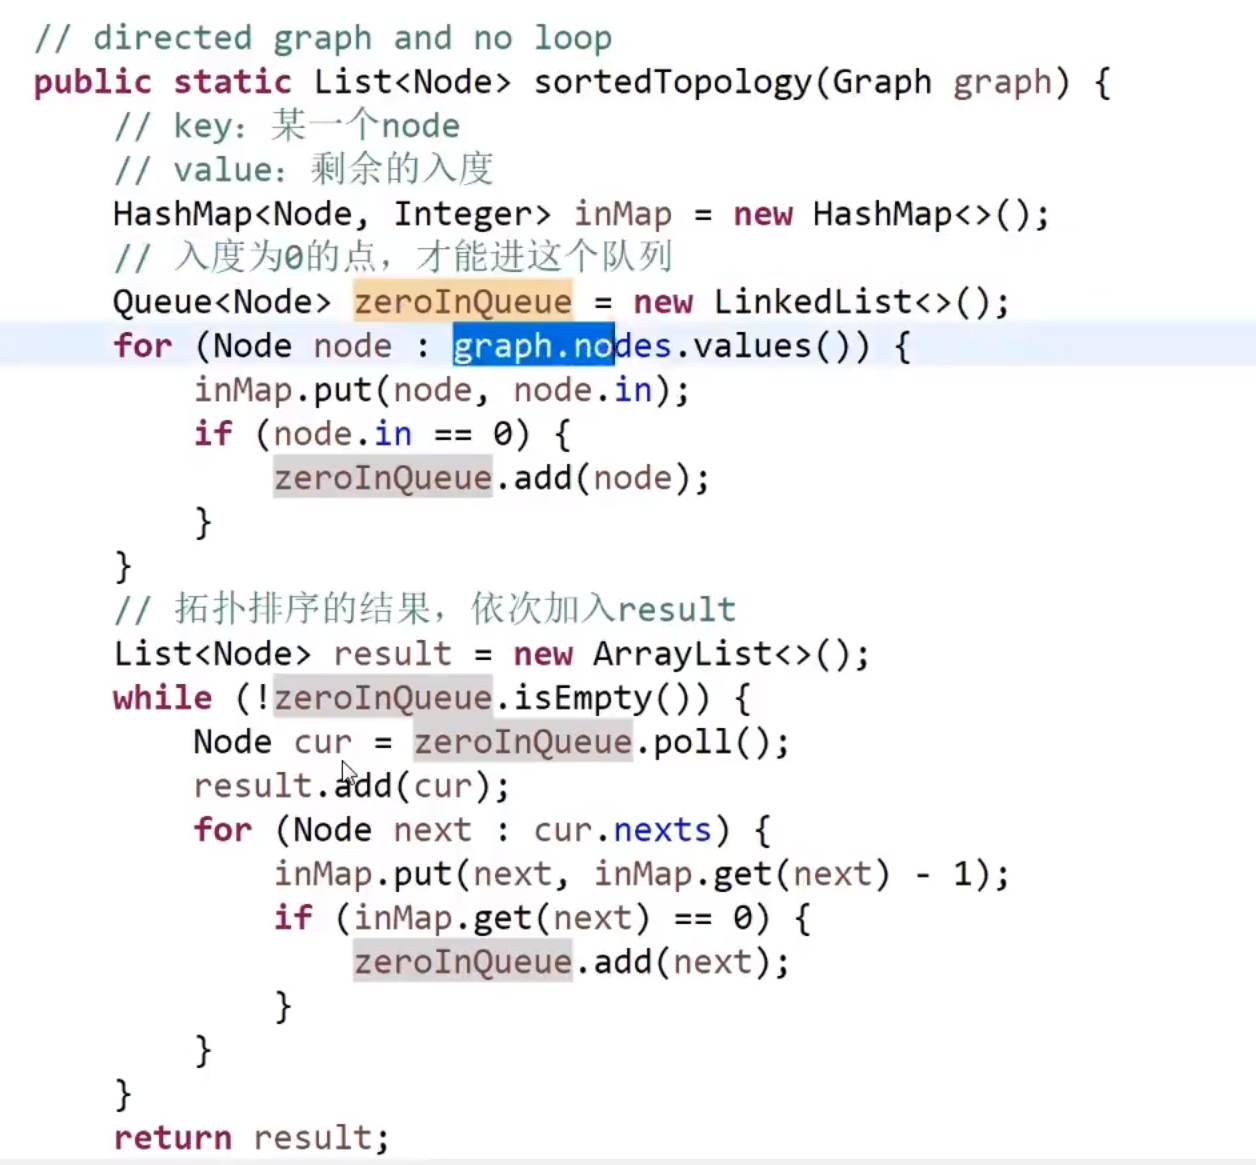 // directed graph and no loop
public static List<Node> sortedTopology(Graph graph) {
// key：某一个node
// value：剩余的入度
HashMap<Node, Integer> inMap = new HashMap<>();
// 入度为0的点，才能进这个队列
Queue<Node> zeroInQueue = new LinkedList<>();
for (Node node : graph.nodes.values()) {
inMap.put(node, node.in);
if (node.in == 0) {
zeroInQueue.add(node);
}
}
// 拓扑排序的结果，依次加入result
List<Node> result = new ArrayList<>();
while (!zeroInQueue.isEmpty()) {
Node cur = zeroInQueue.poll();
result.add(cur);
for (Node next : cur.nexts) {
inMap.put(next, inMap.get(next) - 1);
if (inMap.get(next) == 0) {
zeroInQueue.add(next);
}
}
}
return result;